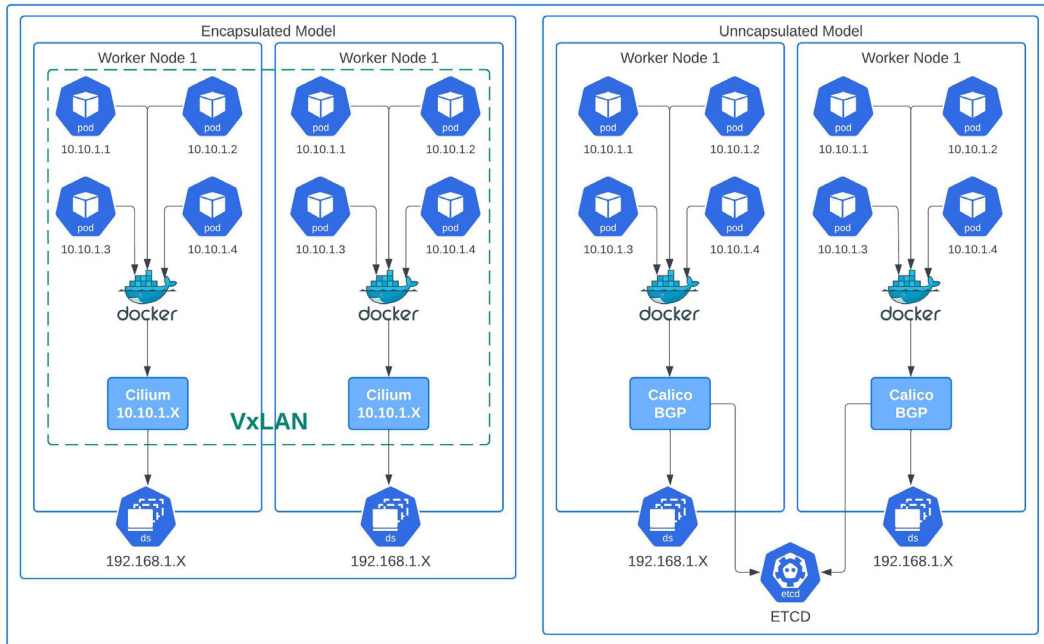 Encapsulated Model
Worker Node 1
pod
10.10.1.1
pod
10.10.1.2
pod
10.10.1.3
pod
10.10.1.4
docker
Cilium
10.10.1.X
ds
192.168.1.X
Worker Node 1
pod
10.10.1.1
pod
10.10.1.2
pod
10.10.1.3
pod
10.10.1.4
docker
Cilium
10.10.1.X
ds
192.168.1.X
VxLAN
Unncapsulated Model
Worker Node 1
pod
10.10.1.1
pod
10.10.1.2
pod
10.10.1.3
pod
10.10.1.4
docker
Calico
BGP
ds
192.168.1.X
Worker Node 1
pod
10.10.1.1
pod
10.10.1.2
pod
10.10.1.3
pod
10.10.1.4
docker
Calico
BGP
ds
192.168.1.X
etcd
ETCD